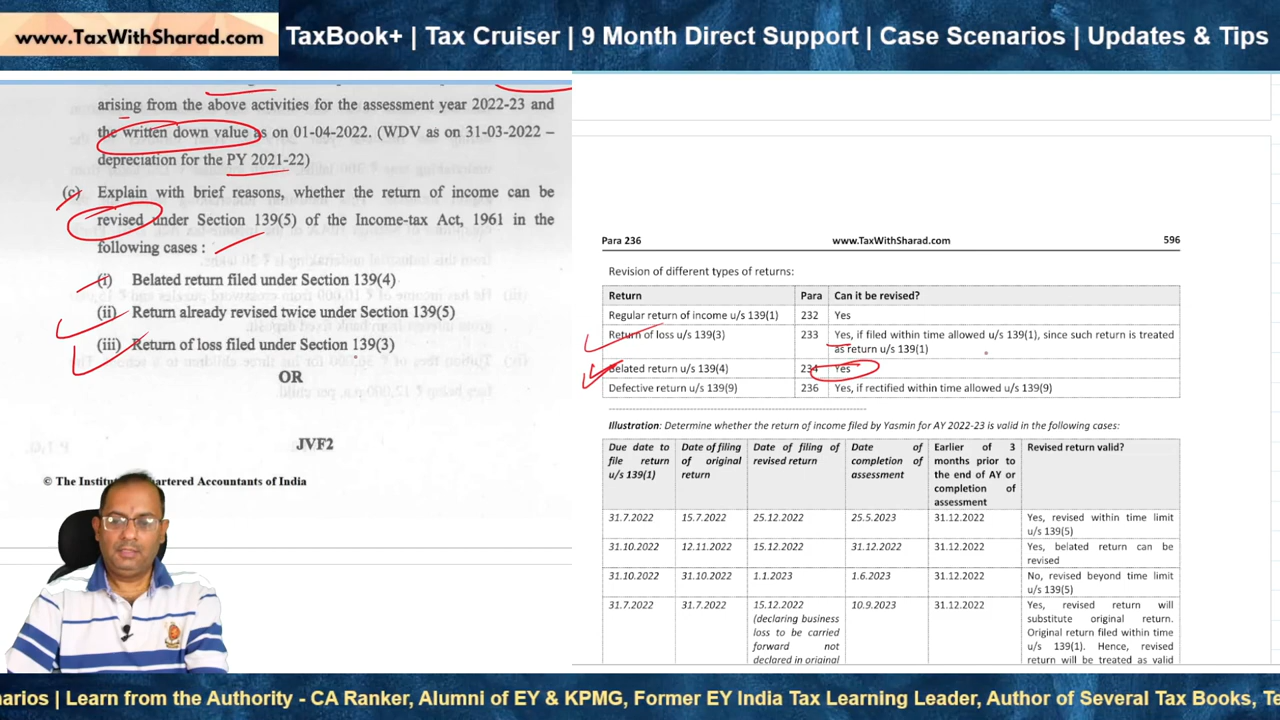 www.TaxWithSharad.com
TaxBook+ | Tax Cruiser | 9 Month Direct Support | Case Scenarios | Updates & Tips
arising from the above activities for the assessment year 2022-23 and
the written down value as on 01-04-2022. (WDV as on 31-03-2022 –
depreciation for the PY 2021-22)
(c) Explain with brief reasons, whether the return of income can be
revised under Section 139(5) of the Income-tax Act, 1961 in the
following cases :
(i) Belated return filed under Section 139(4)
(ii) Return already revised twice under Section 139(5)
(iii) Return of loss filed under Section 139(3)
OR
JVF2
© The Institute Chartered Accountants of India
Para 236 www.TaxWithSharad.com 596
Revision of different types of returns:
Return Para Can it be revised?
Regular return of income u/s 139(1) 232 Yes
Return of loss u/s 139(3) 233 Yes, if filed within time allowed u/s 139(1), since such return is treated
as return u/s 139(1)
Belated return u/s 139(4) 234 Yes
Defective return u/s 139(9) 236 Yes, if rectified within time allowed u/s 139(9)
Illustration: Determine whether the return of income filed by Yasmin for AY 2022-23 is valid in the following cases:
Due date to Date of filing Date of filing of Date of Earlier of 3 Revised return valid?
file return of original revised return completion of months prior to
u/s 139(1) return assessment the end of AY or
completion of
assessment
31.7.2022 15.7.2022 25.12.2022 25.5.2023 31.12.2022 Yes, revised within time limit
u/s 139(5)
31.10.2022 12.11.2022 15.12.2022 31.12.2022 31.12.2022 Yes, belated return can be
revised
31.10.2022 31.10.2022 1.1.2023 1.6.2023 31.12.2022 No, revised beyond time limit
u/s 139(5)
31.7.2022 31.7.2022 15.12.2022 10.9.2023 31.12.2022 Yes, revised return will
(declaring business substitute original return.
loss to be carried Original return filed within time
forward not u/s 139(1). Hence, revised
declared in original return will be treated as valid
narios | Learn from the Authority - CA Ranker, Alumni of EY & KPMG, Former EY India Tax Learning Leader, Author of Several Tax Books, Te